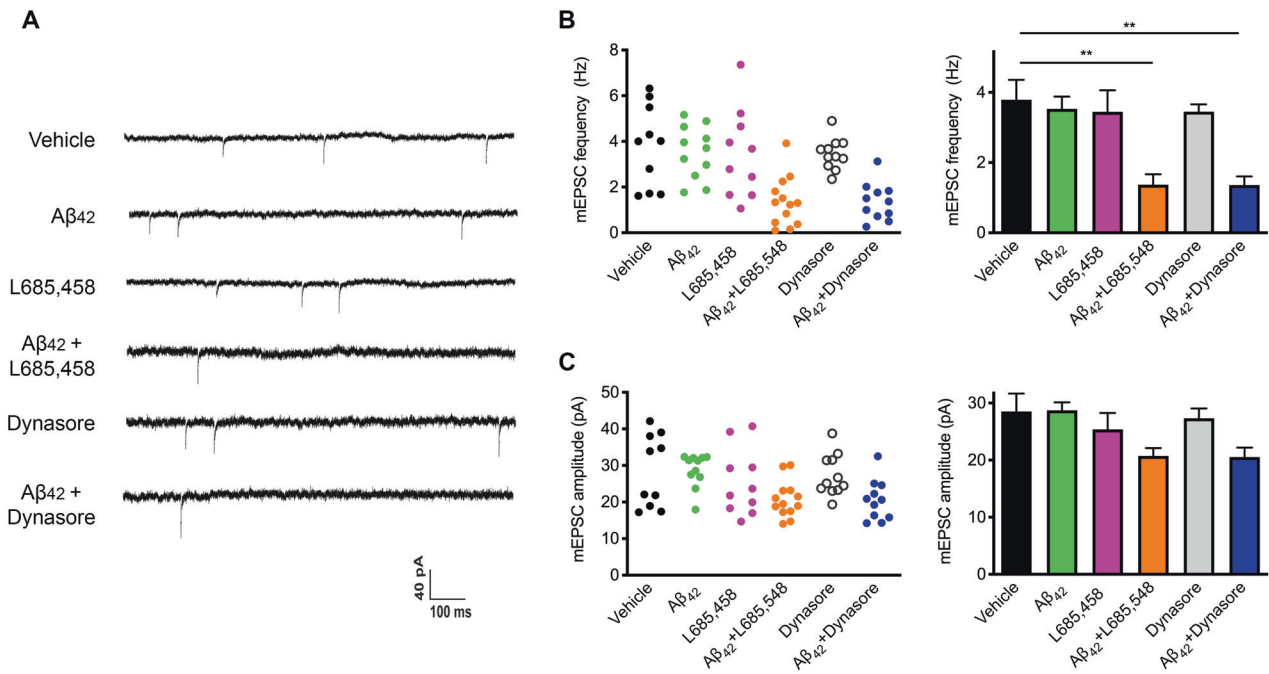 A
Vehicle
Aβ42
L685,458
Aβ42 +
L685,458
Dynasore
Aβ42 +
Dynasore
40 pA
100 ms
B
mEPSC fequency (Hz)
8
6
4
2
0
Vehicle
Aβ42
L685,458
Aβ42+L685,548
Dynasore
Aβ42+Dynasore
**
**
mEPSC frequency (Hz)
4
2
0
Vehicle
Aβ42
L685,458
Aβ42+L685,548
Dynasore
Aβ42+Dynasore
C
mEPSC amplitude (pA)
50
40
30
20
10
0
Vehicle
Aβ42
L685,458
Aβ42+L685,548
Dynasore
Aβ42+Dynasore
mEPSC amplitude (pA)
30
20
10
0
Vehicle
Aβ42
L685,458
Aβ42+L685,548
Dynasore
Aβ42+Dynasore